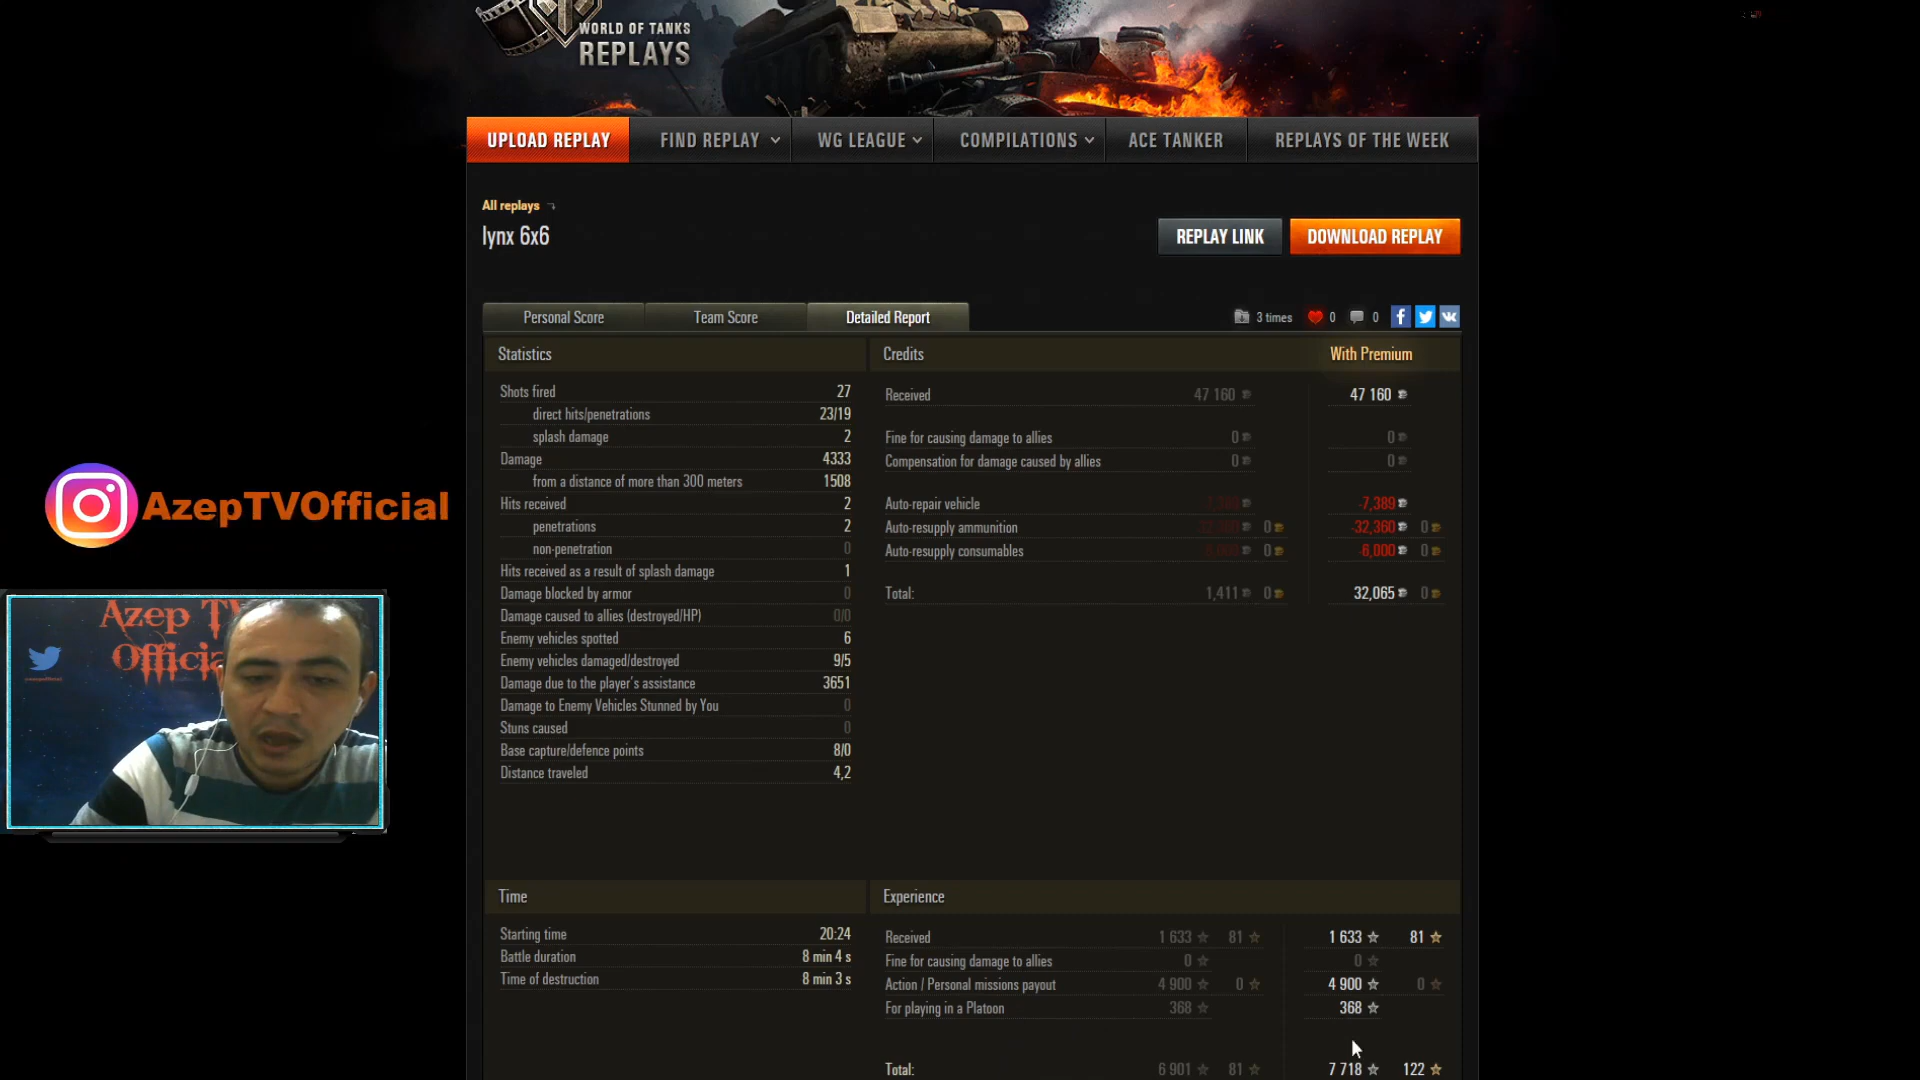 WORLD OF TANKS
REPLAYS
UPLOAD REPLAY
FIND REPLAY
WG LEAGUE
COMPILATIONS
ACE TANKER
REPLAYS OF THE WEEK
All replays
lynx 6x6
REPLAY LINK
DOWNLOAD REPLAY
Personal Score
Team Score
Detailed Report
3 times
0
0
Statistics
Shots fired 27
direct hits/penetrations 23/19
splash damage 2
Damage 4333
from a distance of more than 300 meters 1508
Hits received 2
penetrations 2
non-penetration 0
Hits received as a result of splash damage 1
Damage blocked by armor 0
Damage caused to allies (destroyed/HP) 0/0
Enemy vehicles spotted 6
Enemy vehicles damaged/destroyed 9/5
Damage due to the player's assistance 3651
Damage to Enemy Vehicles Stunned by You 0
Stuns caused 0
Base capture/defence points 8/0
Distance traveled 4,2
Credits With Premium
Received 47 160 47 160
Fine for causing damage to allies 0 0
Compensation for damage caused by allies 0 0
Auto-repair vehicle -7,389
Auto-resupply ammunition 0 -32,360 0
Auto-resupply consumables 0 -6,000 0
Total: 1,411 0 32,065 0
Time
Starting time 20:24
Battle duration 8 min 4 s
Time of destruction 8 min 3 s
Experience
Received 1 633 81 1 633 81
Fine for causing damage to allies 0 0
Action / Personal missions payout 4 900 0 4 900 0
For playing in a Platoon 368 368
Total: 6 901 81 7 718 122
AzepTVOfficial
Azep TV
Official